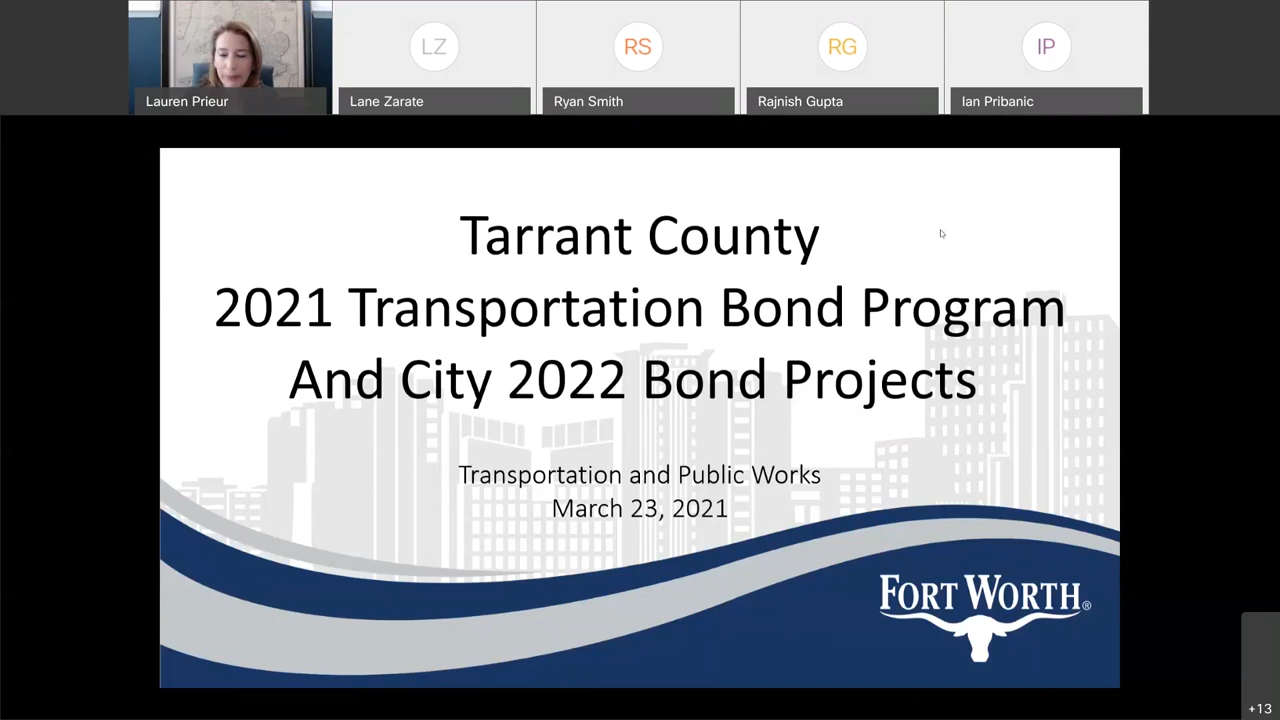 LZ
RS
RG
IP
Lauren Prieur
Lane Zarate
Ryan Smith
Rajnish Gupta
Ian Pribanic
Tarrant County
2021 Transportation Bond Program
And City 2022 Bond Projects
Transportation and Public Works
March 23, 2021
FORT WORTH®
+13